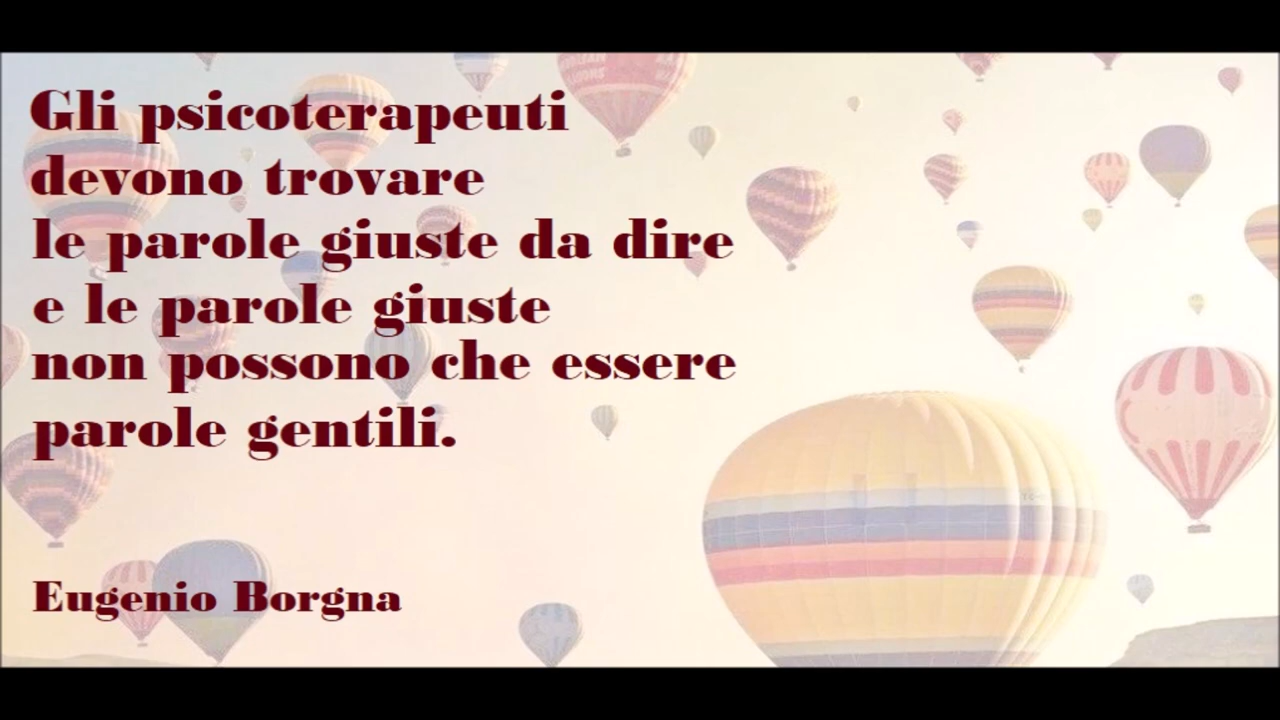 Gli psicoterapeuti
devono trovare
le parole giuste da dire
e le parole giuste
non possono che essere
parole gentili.
Eugenio Borgna